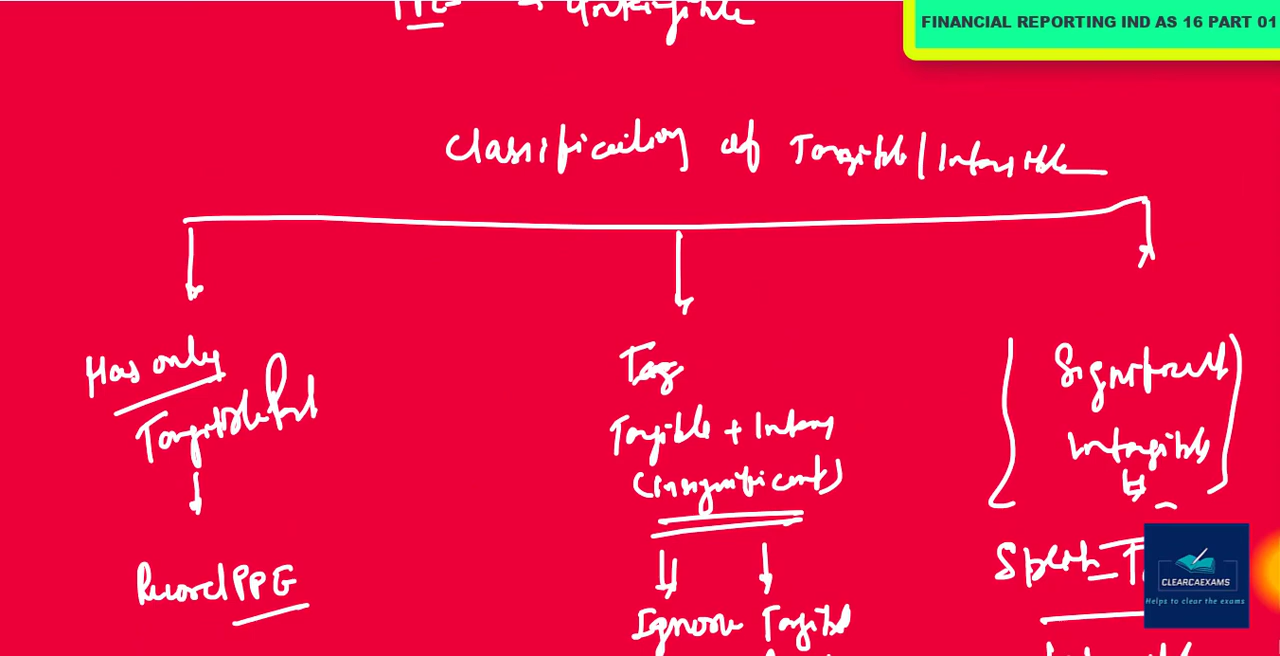 FINANCIAL REPORTING IND AS 16 PART 01
Classification of Tangible/Intangible
Has only
Tangible Part
Record PPE
Tangible + Intang
(insignificant)
Ignore Tangible
Significant
Intangible
CLEARCAEXAMS
Helps to clear the exams